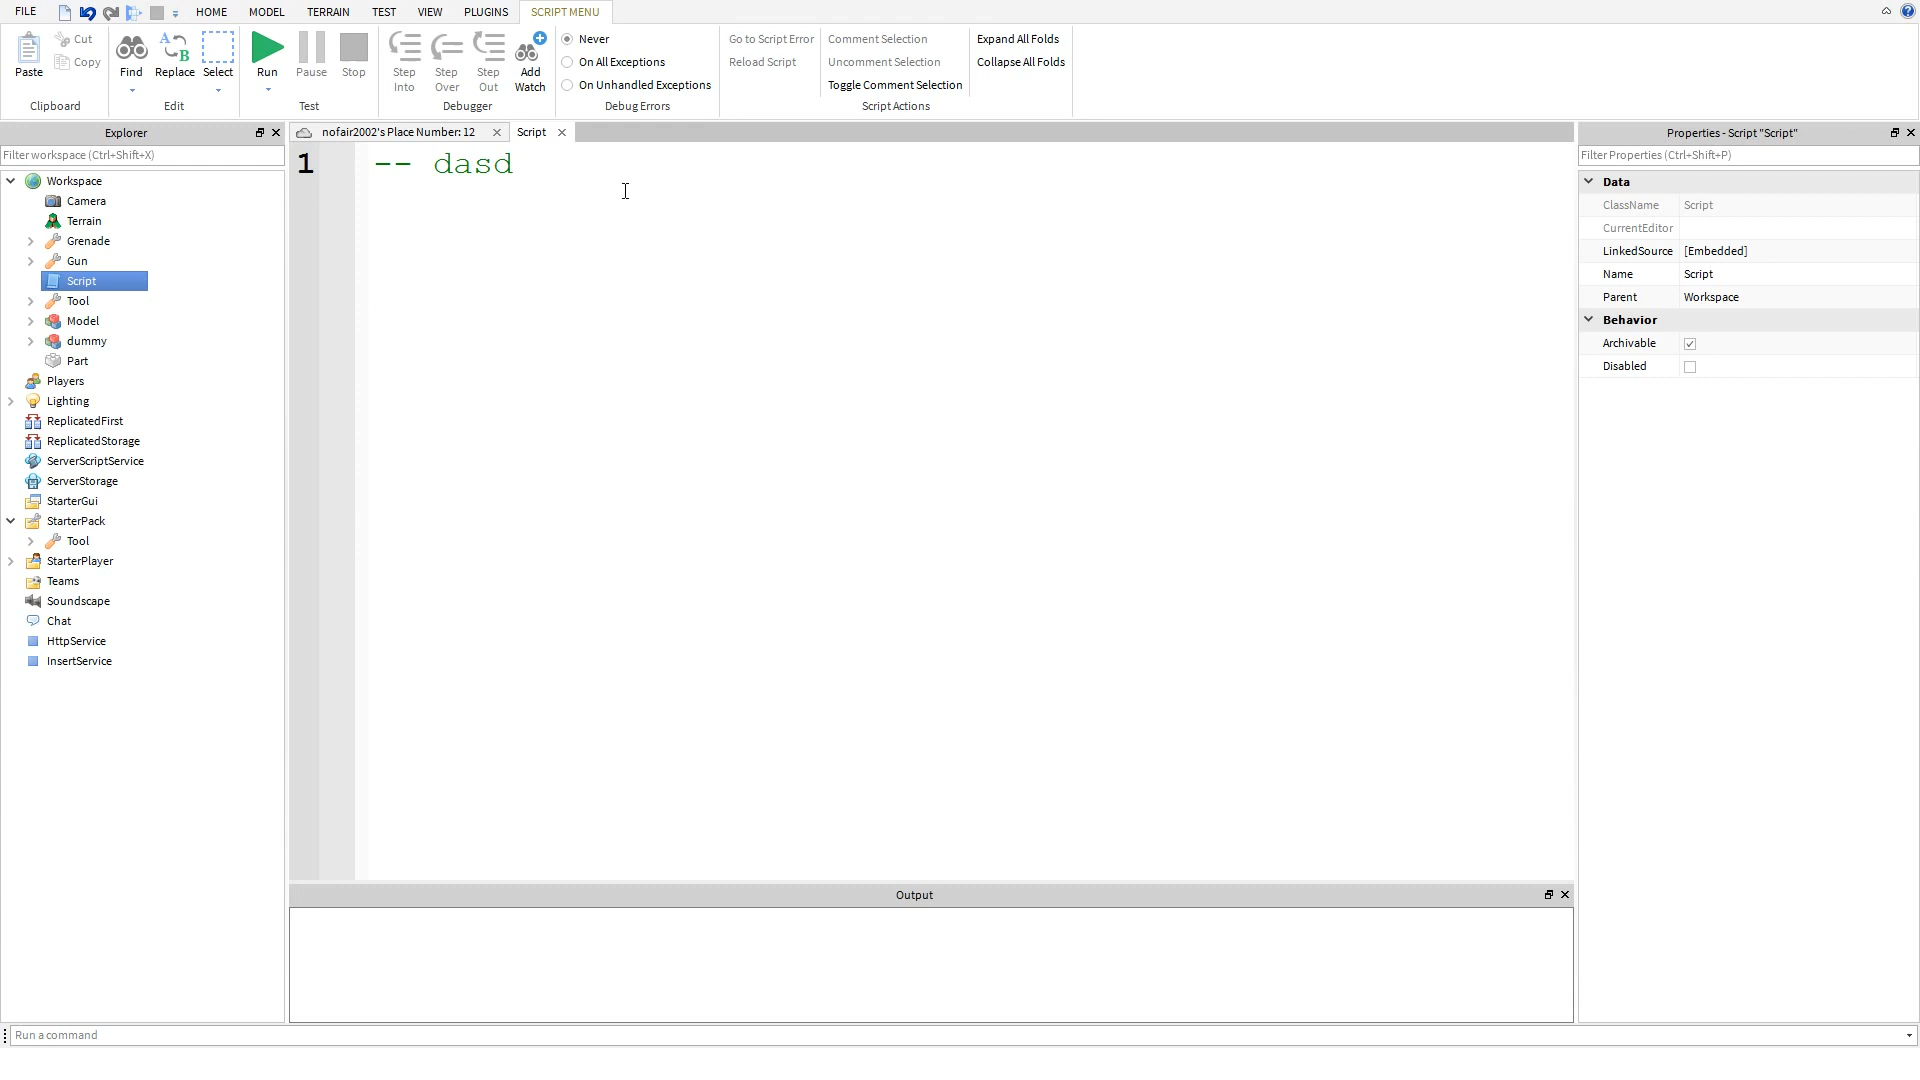 FILE HOME MODEL TERRAIN TEST VIEW PLUGINS SCRIPT MENU
Paste
Cut
Copy
Clipboard
Find
Replace
Select
Edit
Run
Pause
Stop
Test
Step Into
Step Over
Step Out
Add Watch
Debugger
Never
On All Exceptions
On Unhandled Exceptions
Debug Errors
Go to Script Error
Reload Script
Comment Selection
Uncomment Selection
Toggle Comment Selection
Script Actions
Expand All Folds
Collapse All Folds
Explorer
Filter workspace (Ctrl+Shift+X)
Workspace
Camera
Terrain
Grenade
Gun
Script
Tool
Model
dummy
Part
Players
Lighting
ReplicatedFirst
ReplicatedStorage
ServerScriptService
ServerStorage
StarterGui
StarterPack
Tool
StarterPlayer
Teams
Soundscape
Chat
HttpService
InsertService
nofair2002's Place Number: 12
Script
1 -- dasd
Output
Properties - Script "Script"
Filter Properties (Ctrl+Shift+P)
Data
ClassName Script
CurrentEditor
LinkedSource [Embedded]
Name Script
Parent Workspace
Behavior
Archivable
Disabled
Run a command